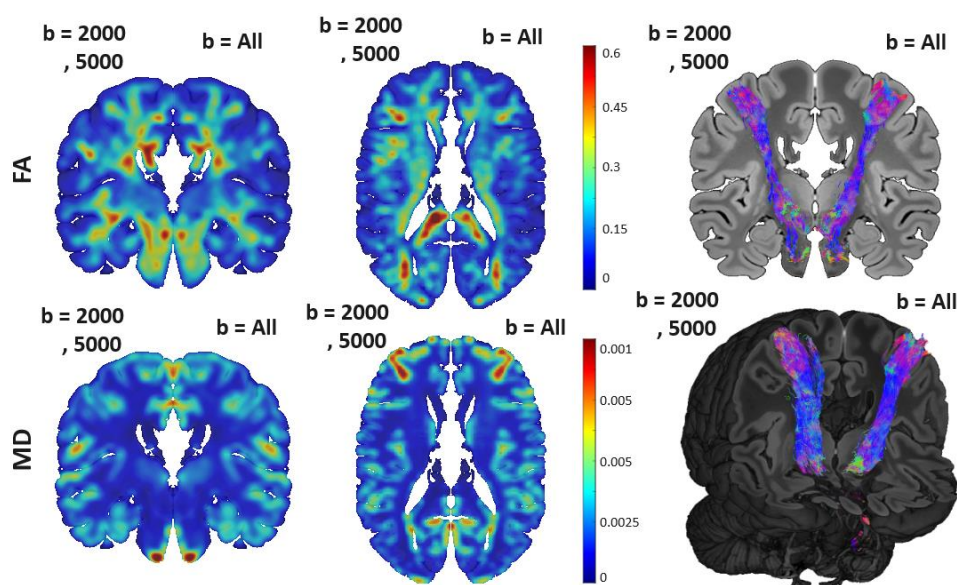 b = 2000
, 5000
b = All
b = 2000
, 5000
b = All
b = 2000
, 5000
b = All
FA
0.6
0.45
0.3
0.15
0
b = 2000
, 5000
b = All
b = 2000
, 5000
b = All
b = 2000
, 5000
b = All
MD
0.001
0.005
0.005
0.0025
0